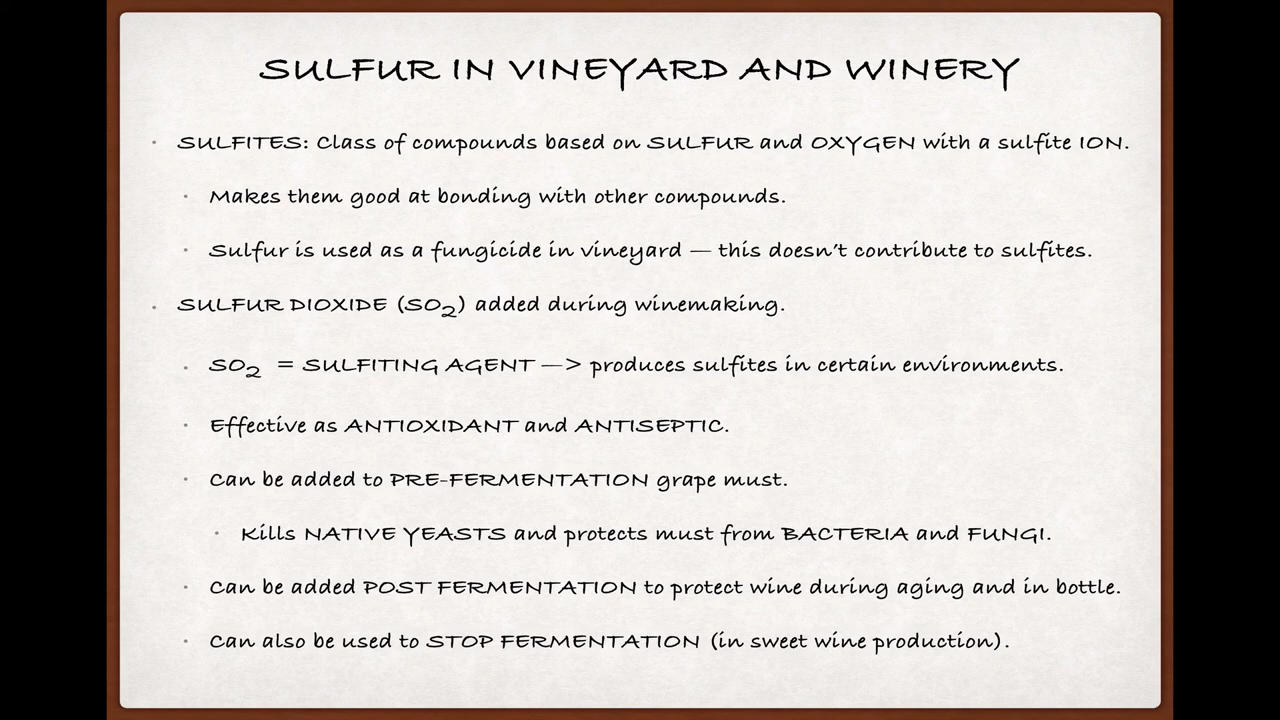 SULFUR IN VINEYARD AND WINERY
• SULFITES: Class of compounds based on SULFUR and OXYGEN with a sulfite ION.
• Makes them good at bonding with other compounds.
• Sulfur is used as a fungicide in vineyard — this doesn't contribute to sulfites.
• SULFUR DIOXIDE (SO₂) added during winemaking.
• SO₂ = SULFITING AGENT —> produces sulfites in certain environments.
• Effective as ANTIOXIDANT and ANTISEPTIC.
• Can be added to PRE-FERMENTATION grape must.
• Kills NATIVE YEASTS and protects must from BACTERIA and FUNGI.
• Can be added POST FERMENTATION to protect wine during aging and in bottle.
• Can also be used to STOP FERMENTATION (in sweet wine production).